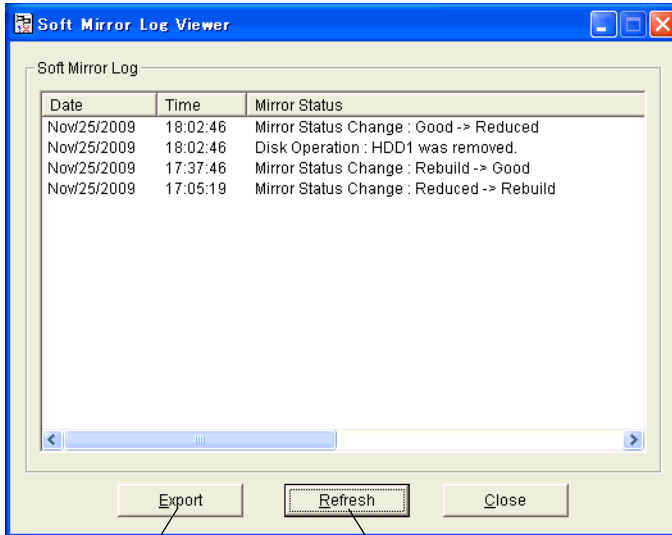 Soft Mirror Log Viewer
Soft Mirror Log
Date Time Mirror Status
Nov/25/2009 18:02:46 Mirror Status Change : Good -> Reduced
Nov/25/2009 18:02:46 Disk Operation : HDD1 was removed.
Nov/25/2009 17:37:46 Mirror Status Change : Rebuild -> Good
Nov/25/2009 17:05:19 Mirror Status Change : Reduced -> Rebuild
Export Refresh Close